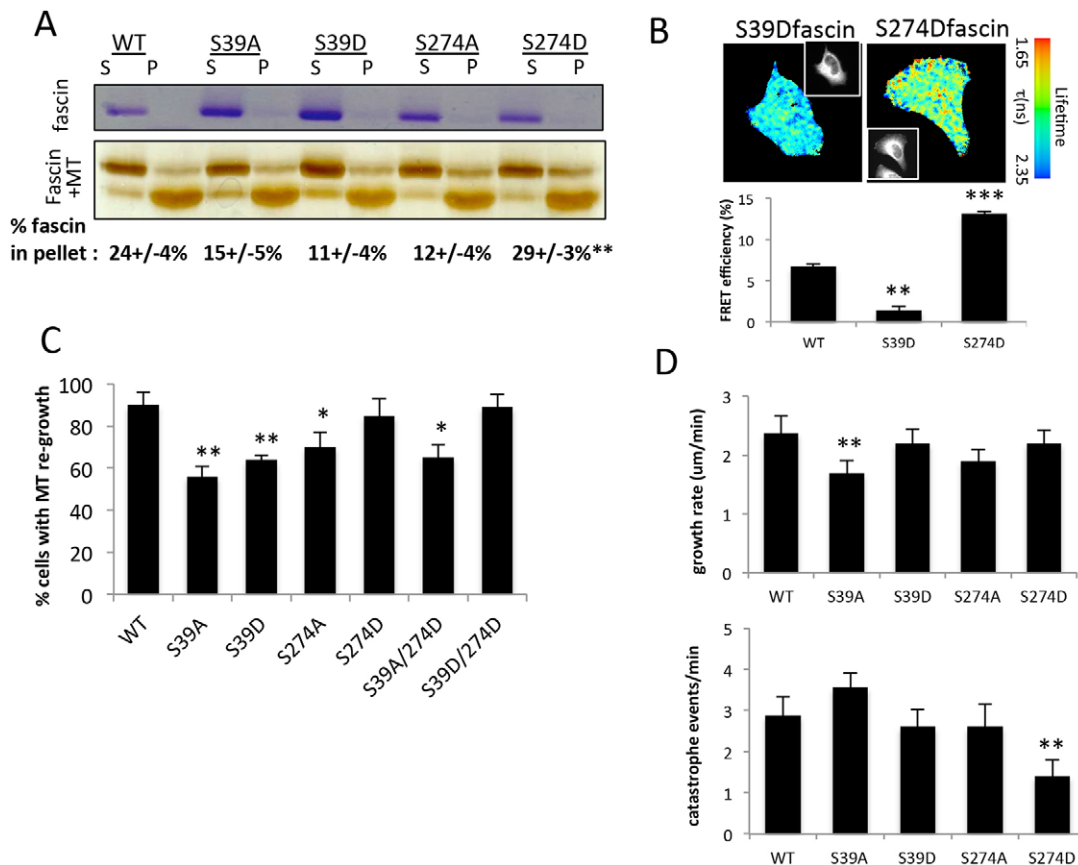 A
WT S39A S39D S274A S274D
S P S P S P S P S P
fascin
Fascin
+MT
% fascin
in pellet : 24+/-4% 15+/-5% 11+/-4% 12+/-4% 29+/-3%**
B
S39Dfascin S274Dfascin
1.65
τ(ns)
2.35
Lifetime
FRET efficiency (%)
15
10
5
0
** ***
WT S39D S274D
C
% cells with MT re-growth
100
80
60
40
20
0
** ** * *
WT S39A S39D S274A S274D S39A/274D S39D/274D
D
growth rate (um/min)
3
2
1
0
**
WT S39A S39D S274A S274D
catastrophe events/min
5
4
3
2
1
0
**
WT S39A S39D S274A S274D